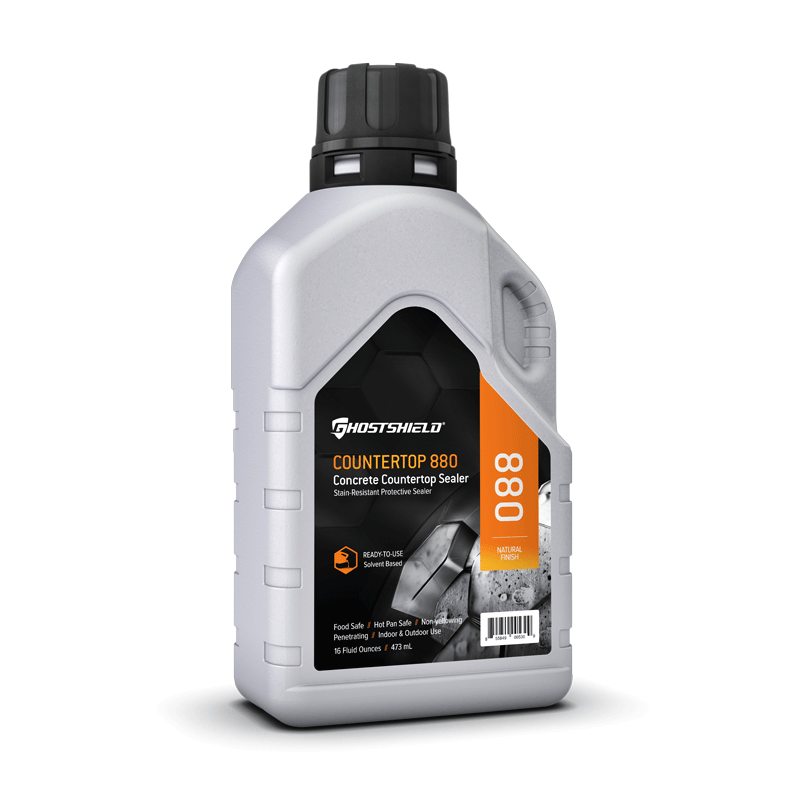 GHOSTSHIELD®
COUNTERTOP 880
Concrete Countertop Sealer
Stain-Resistant Protective Sealer
880
NATURAL
FINISH
READY-TO-USE
Solvent Based
Food Safe // Hot Pan Safe // Non-yellowing
Penetrating // Indoor & Outdoor Use
16 Fluid Ounces // 473 mL